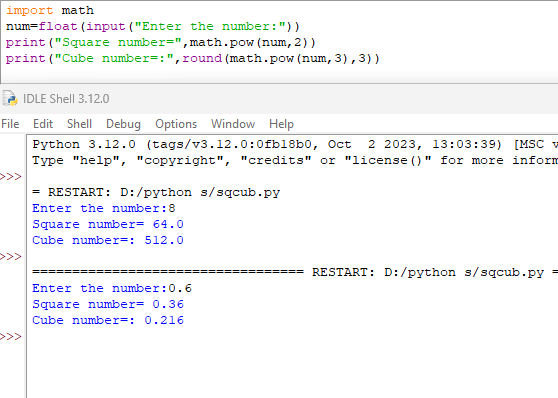 import math
num=float(input("Enter the number:"))
print("Square number=",math.pow(num,2))
print("Cube number=:",round(math.pow(num,3),3))
IDLE Shell 3.12.0
File Edit Shell Debug Options Window Help
Python 3.12.0 (tags/v3.12.0:0fb18b0, Oct  2 2023, 13:03:39) [MSC v
Type "help", "copyright", "credits" or "license()" for more infor
>>>
= RESTART: D:/python s/sqcub.py
Enter the number:8
Square number= 64.0
Cube number=: 512.0
>>>
================================== RESTART: D:/python s/sqcub.py =
Enter the number:0.6
Square number= 0.36
Cube number=: 0.216
>>>